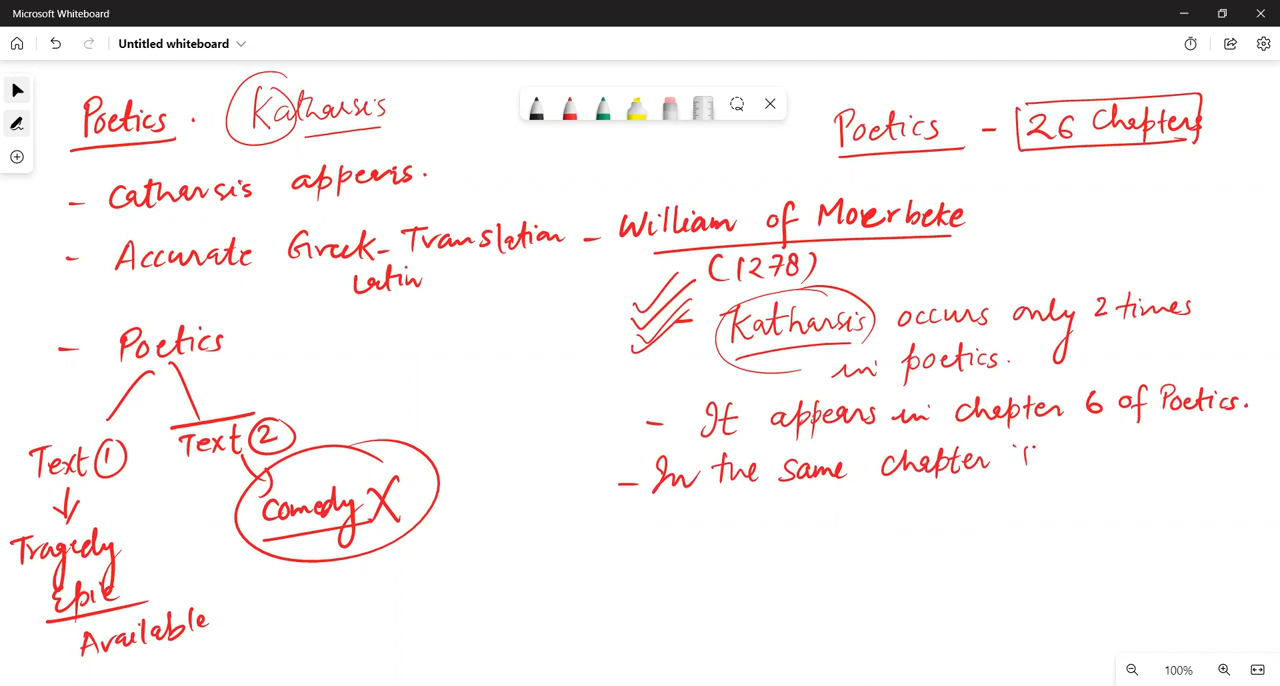 Microsoft Whiteboard
Untitled whiteboard
Poetics . Katharsis
- Catharsis appears.
- Accurate Greek - Translation - William of Moerbeke
Latin
(1278)
- Poetics
Text 1
Text 2
Tragedy
Epic
Available
Comedy X
Poetics - 26 Chapters
Katharsis occurs only 2 times
in poetics.
- It appears in chapter 6 of Poetics.
- In the same chapter
100%